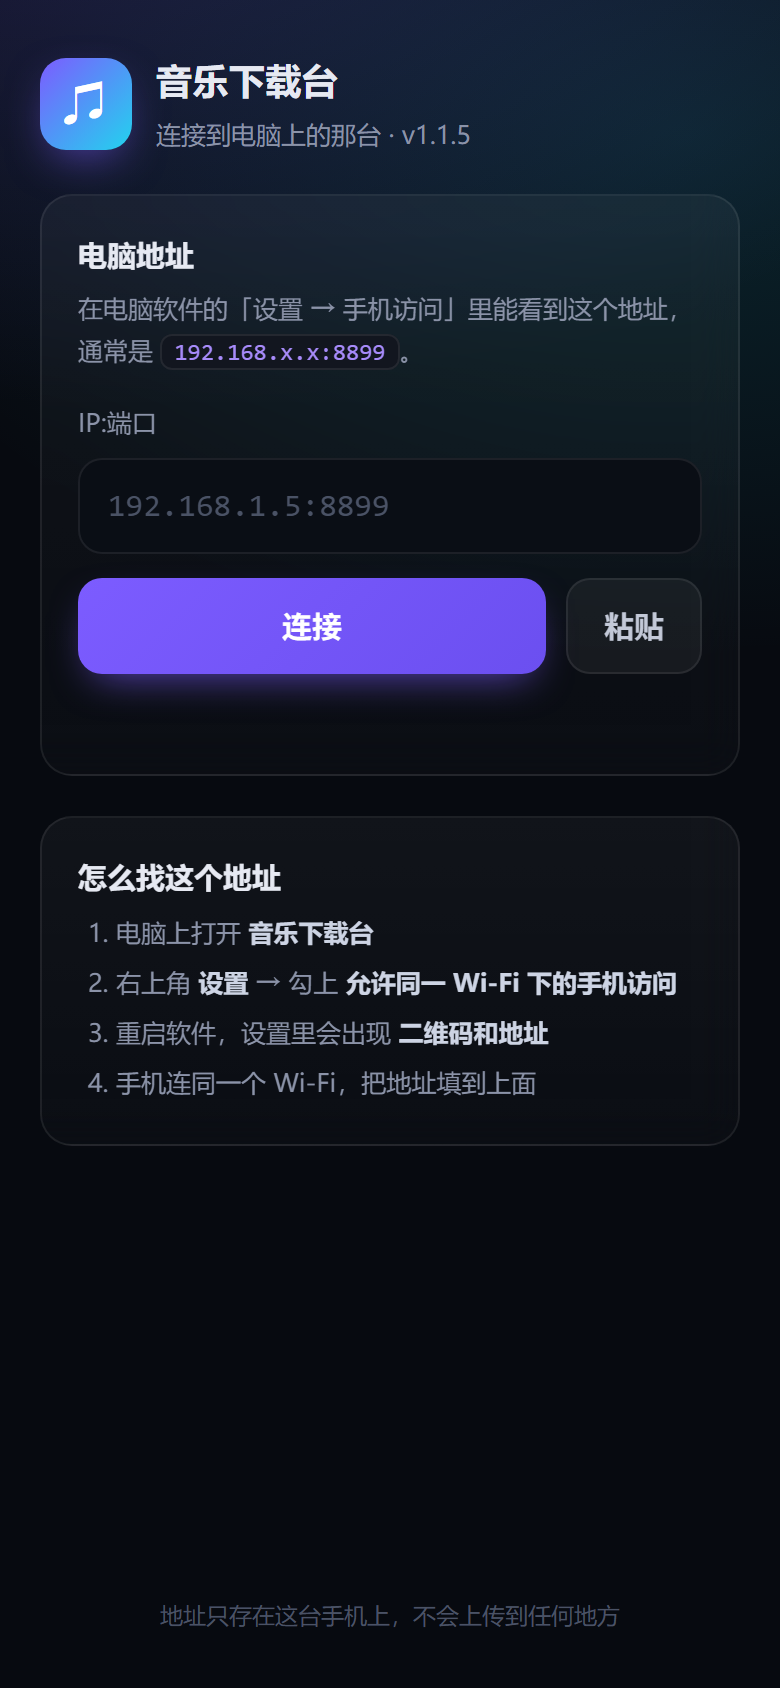 音乐下载台
连接到电脑上的那台 · v1.1.5
电脑地址
在电脑软件的「设置 → 手机访问」里能看到这个地址，
通常是 192.168.x.x:8899。
IP:端口
192.168.1.5:8899
连接
粘贴
怎么找这个地址
1. 电脑上打开 音乐下载台
2. 右上角 设置 → 勾上 允许同一 Wi-Fi 下的手机访问
3. 重启软件，设置里会出现 二维码和地址
4. 手机连同一个 Wi-Fi，把地址填到上面
地址只存在这台手机上，不会上传到任何地方